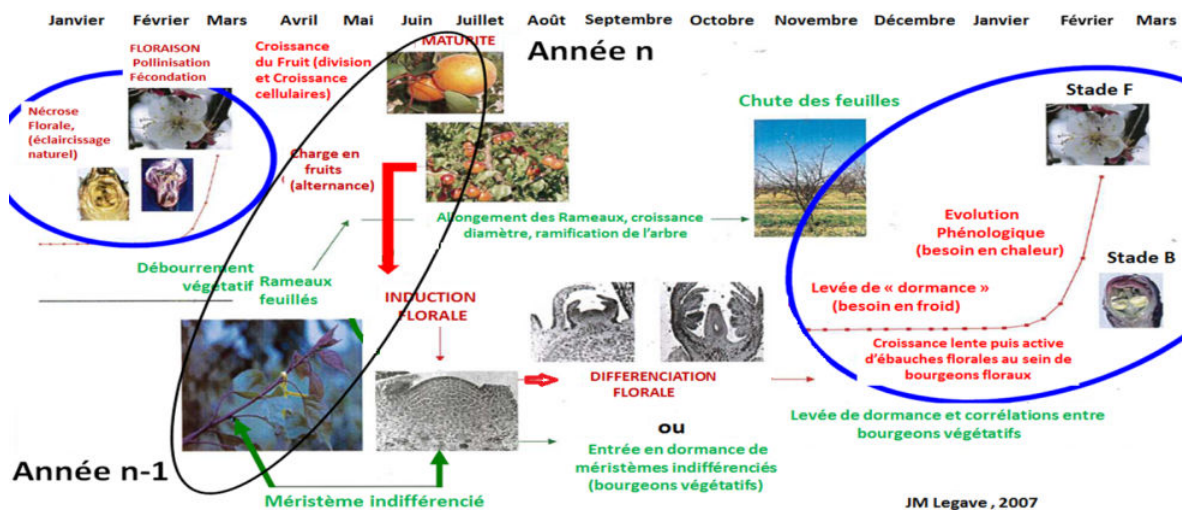 Janvier Février Mars Avril Mai Juin Juillet Août Septembre Octobre Novembre Décembre Janvier Février Mars
Année n
FLORAISON
Pollinisation
Fécondation
Croissance
du Fruit (division
et Croissance
cellulaires)
MATURITE
Nécrose
Florale,
(éclaircissage
naturel)
Charge en
fruits
(alternance)
Chute des feuilles
Stade F
Allongement des Rameaux, croissance
diamètre, ramification de l'arbre
Evolution
Phénologique
(besoin en chaleur)
Stade B
Débourrement
végétatif
Rameaux
feuillés
INDUCTION
FLORALE
Levée de « dormance »
(besoin en froid)
Croissance lente puis active
d'ébauches florales au sein de
bourgeons floraux
DIFFERENCIATION
FLORALE
ou
Entrée en dormance de
méristèmes indifférenciés
(bourgeons végétatifs)
Levée de dormance et corrélations entre
bourgeons végétatifs
Année n-1
Méristème indifférencié
JM Legave , 2007